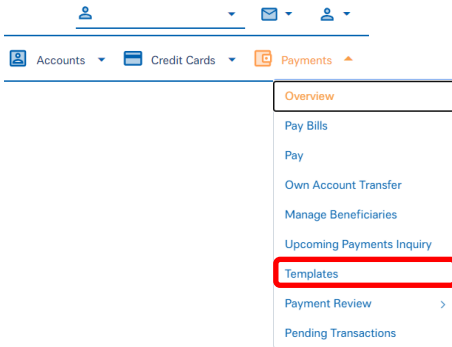 Accounts Credit Cards Payments
Overview
Pay Bills
Pay
Own Account Transfer
Manage Beneficiaries
Upcoming Payments Inquiry
Templates
Payment Review
Pending Transactions